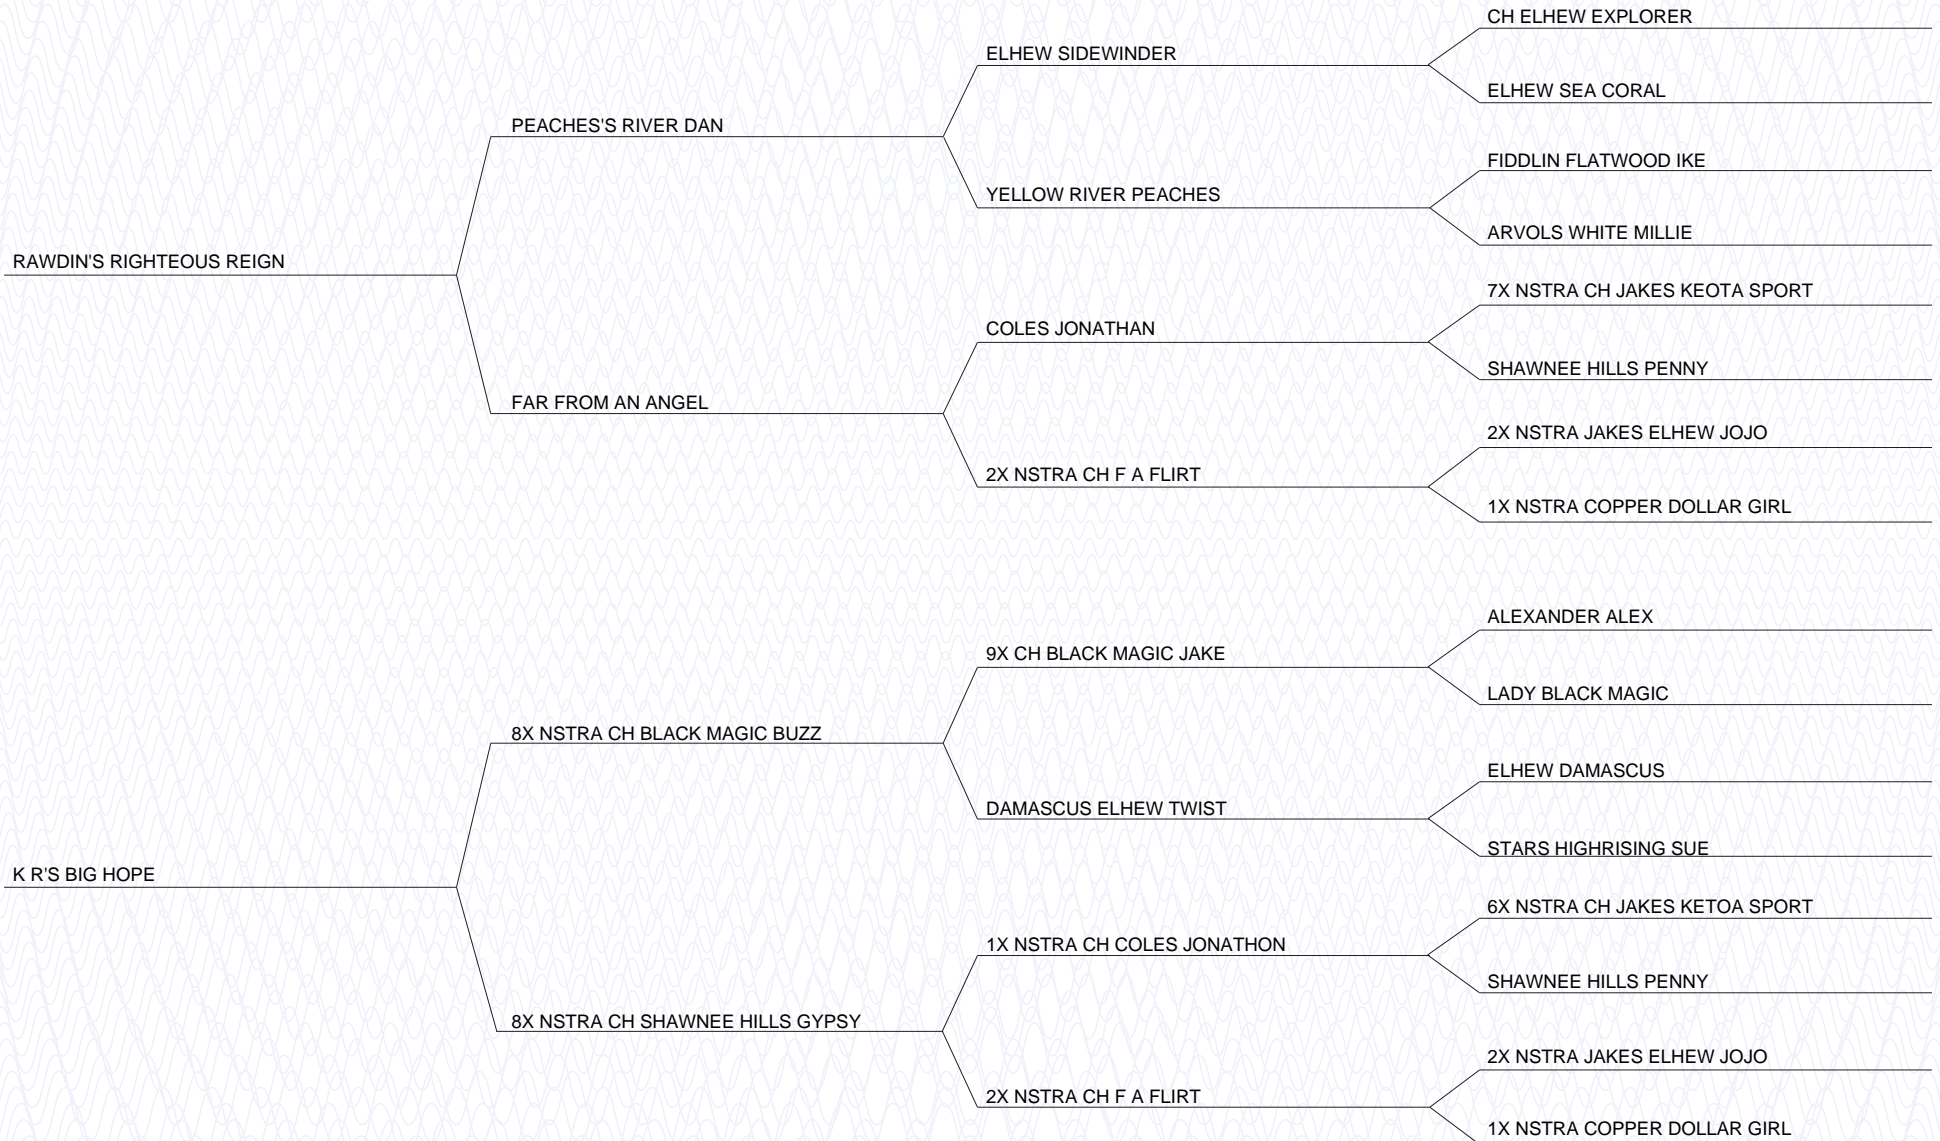 CH ELHEW EXPLORER
ELHEW SIDEWINDER
ELHEW SEA CORAL
PEACHES'S RIVER DAN
FIDDLIN FLATWOOD IKE
YELLOW RIVER PEACHES
ARVOLS WHITE MILLIE
RAWDIN'S RIGHTEOUS REIGN
7X NSTRA CH JAKES KEOTA SPORT
COLES JONATHAN
SHAWNEE HILLS PENNY
FAR FROM AN ANGEL
2X NSTRA JAKES ELHEW JOJO
2X NSTRA CH F A FLIRT
1X NSTRA COPPER DOLLAR GIRL
ALEXANDER ALEX
9X CH BLACK MAGIC JAKE
LADY BLACK MAGIC
8X NSTRA CH BLACK MAGIC BUZZ
ELHEW DAMASCUS
DAMASCUS ELHEW TWIST
STARS HIGHRISING SUE
K R'S BIG HOPE
6X NSTRA CH JAKES KETOA SPORT
1X NSTRA CH COLES JONATHON
SHAWNEE HILLS PENNY
8X NSTRA CH SHAWNEE HILLS GYPSY
2X NSTRA JAKES ELHEW JOJO
2X NSTRA CH F A FLIRT
1X NSTRA COPPER DOLLAR GIRL